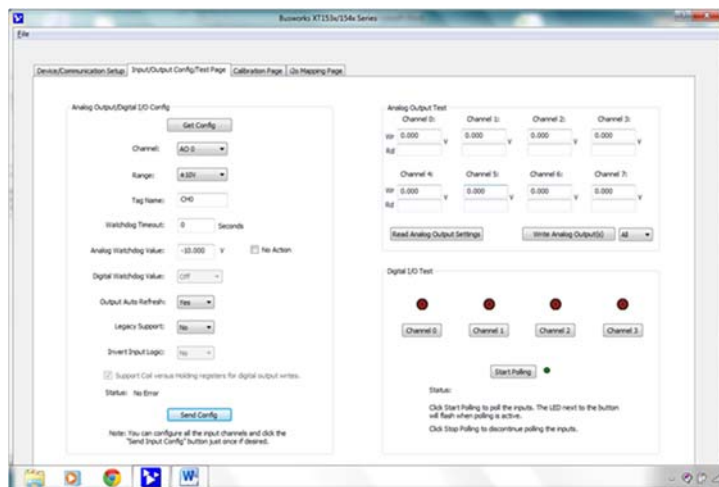 Busworks XT153x/154x Series
File
Device/Communication Setup
Input/Output Config/Test Page
Calibration Page
i2o Mapping Page
Analog Output/Digital I/O Config
Get Config
Channel: AO 0
Range: ±10V
Tag Name: CH0
Watchdog Timeout: 0 Seconds
Analog Watchdog Value: -10.000 V No Action
Digital Watchdog Value: Off
Output Auto Refresh: Yes
Legacy Support: No
Invert Input Logic: No
Support Coil versus Holding registers for digital output writes.
Status: No Error
Send Config
Note: You can configure all the input channels and click the
"Send Input Config" button just once if desired.
Analog Output Test
Channel 0: Channel 1: Channel 2: Channel 3:
Wr 0.000 V 0.000 V 0.000 V 0.000 V
Rd
Channel 4: Channel 5: Channel 6: Channel 7:
Wr 0.000 V 0.000 V 0.000 V 0.000 V
Rd
Read Analog Output Settings
Write Analog Output(s)
All
Digital I/O Test
Channel 0 Channel 1 Channel 2 Channel 3
Start Polling
Status:
Click Start Polling to poll the inputs. The LED next to the button
will flash when polling is active.
Click Stop Polling to discontinue polling the inputs.